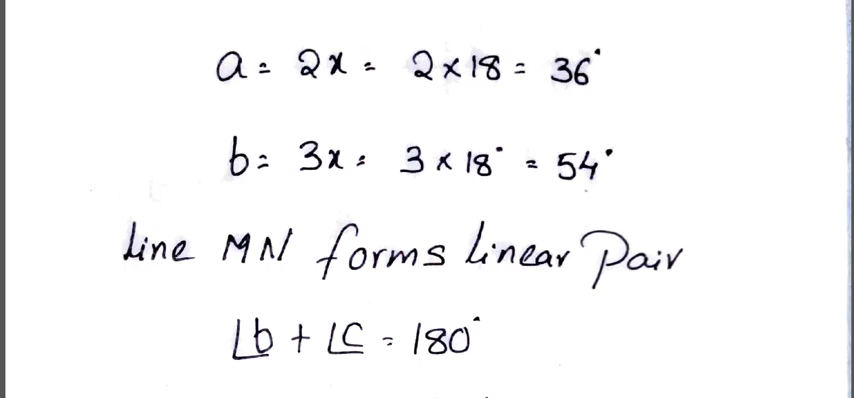 a = 2x = 2 × 18 = 36°
b = 3x = 3 × 18° = 54°
line MN forms linear Pair
∠b + ∠c = 180°